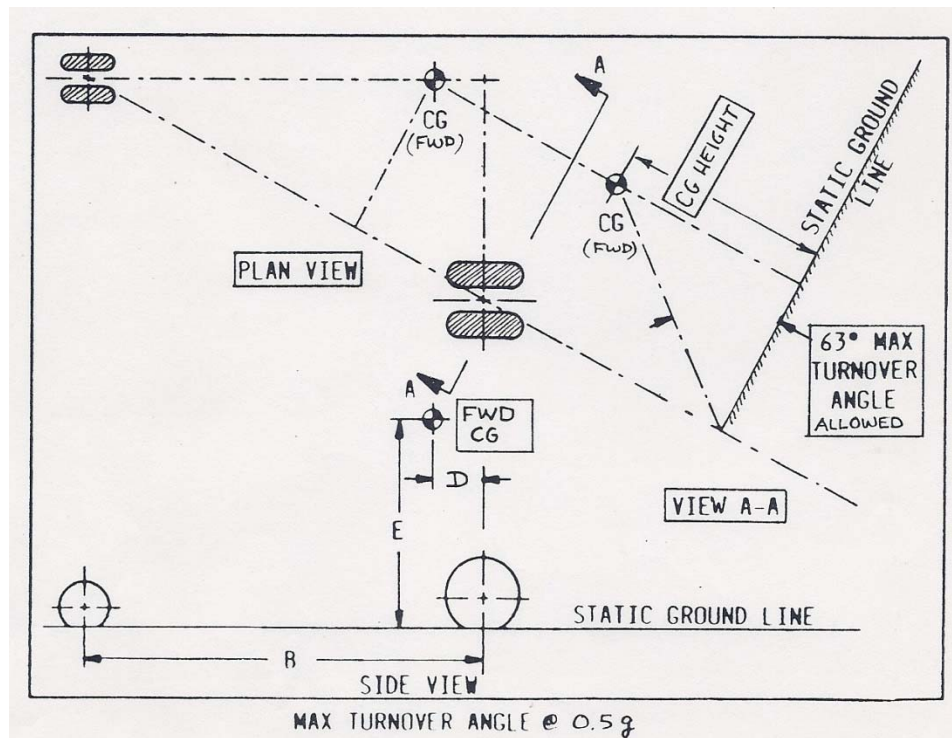 A
CG
(FWD)
CG HEIGHT
STATIC GROUND
LINE
CG
(FWD)
PLAN VIEW
63° MAX
TURNOVER
ANGLE
ALLOWED
A
FWD
CG
D
VIEW A-A
E
STATIC GROUND LINE
B
SIDE VIEW
MAX TURNOVER ANGLE @ 0.5g